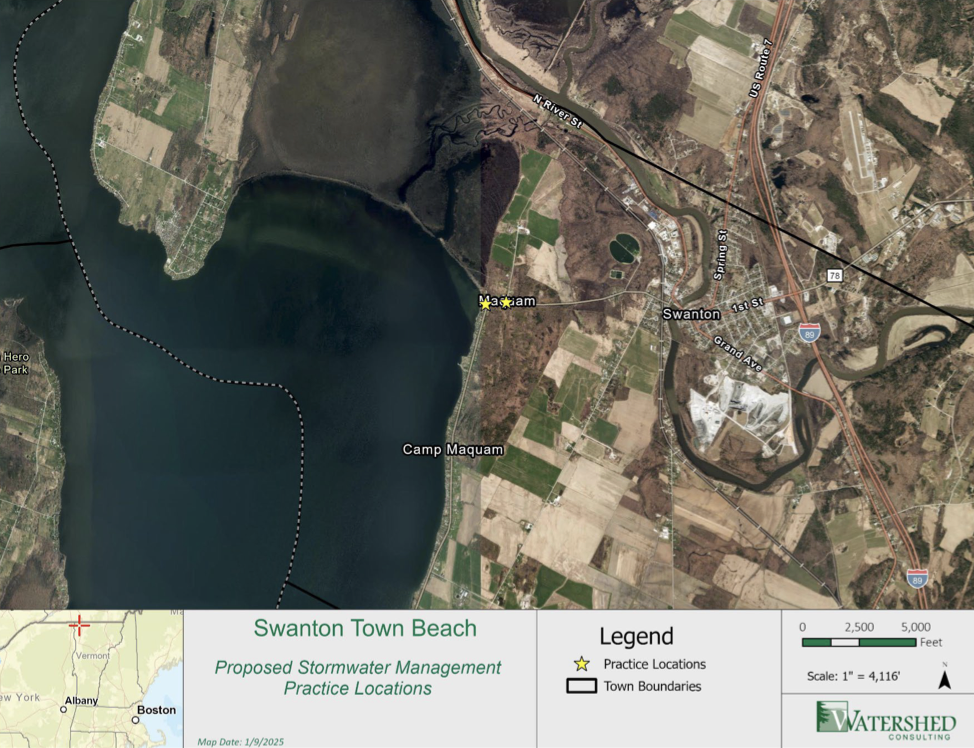 US Route 7
N River St
Spring St
78
Maquam
1st St
Swanton
89
Grand Ave
Hero
Park
Camp Maquam
89
Vermont
Albany
Boston
Swanton Town Beach
Proposed Stormwater Management
Practice Locations
Map Date: 1/9/2025
Legend
Practice Locations
Town Boundaries
0 2,500 5,000
Feet
Scale: 1" = 4,116'
N
WATERSHED
CONSULTING